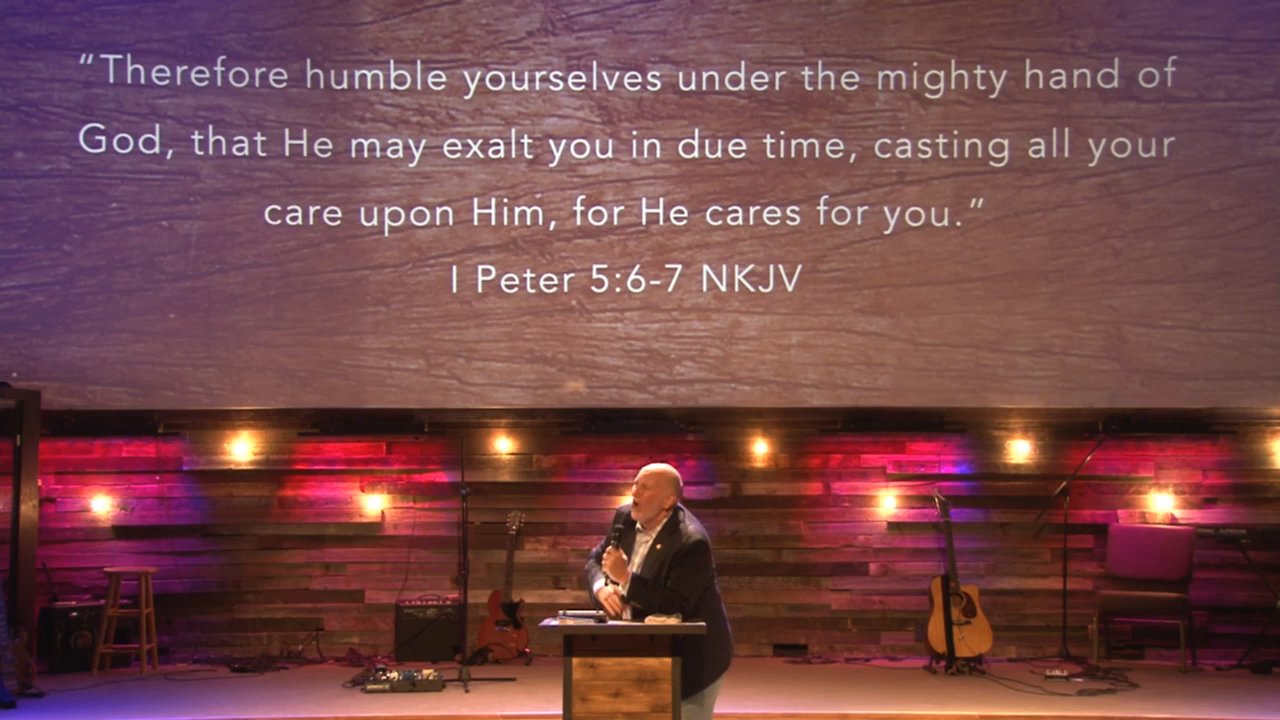 “Therefore humble yourselves under the mighty hand of
God, that He may exalt you in due time, casting all your
care upon Him, for He cares for you.”
I Peter 5:6-7 NKJV